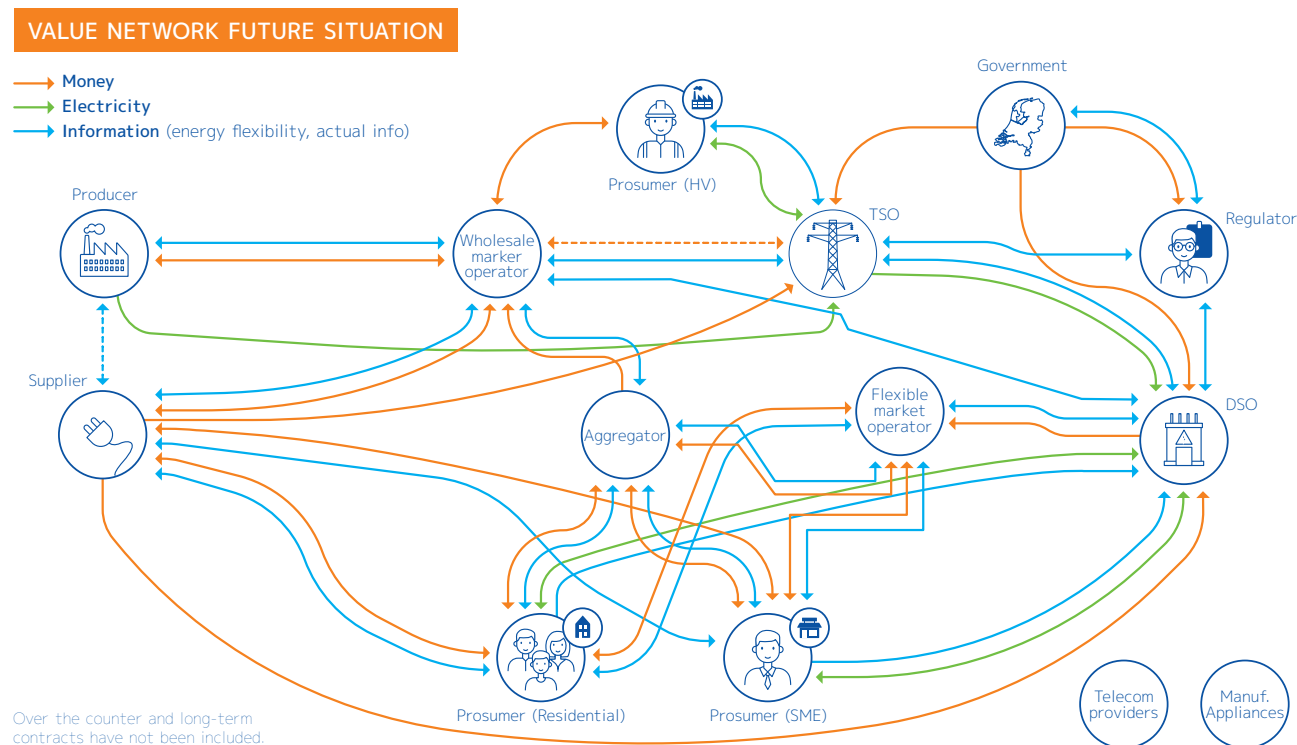 VALUE NETWORK FUTURE SITUATION
Money
Electricity
Information (energy flexibility, actual info)
Government
Prosumer (HV)
Producer
TSO
Regulator
Wholesale
marker
operator
Supplier
Flexible
market
operator
DSO
Aggregator
Prosumer (Residential)
Prosumer (SME)
Telecom
providers
Manuf.
Appliances
Over the counter and long-term
contracts have not been included.